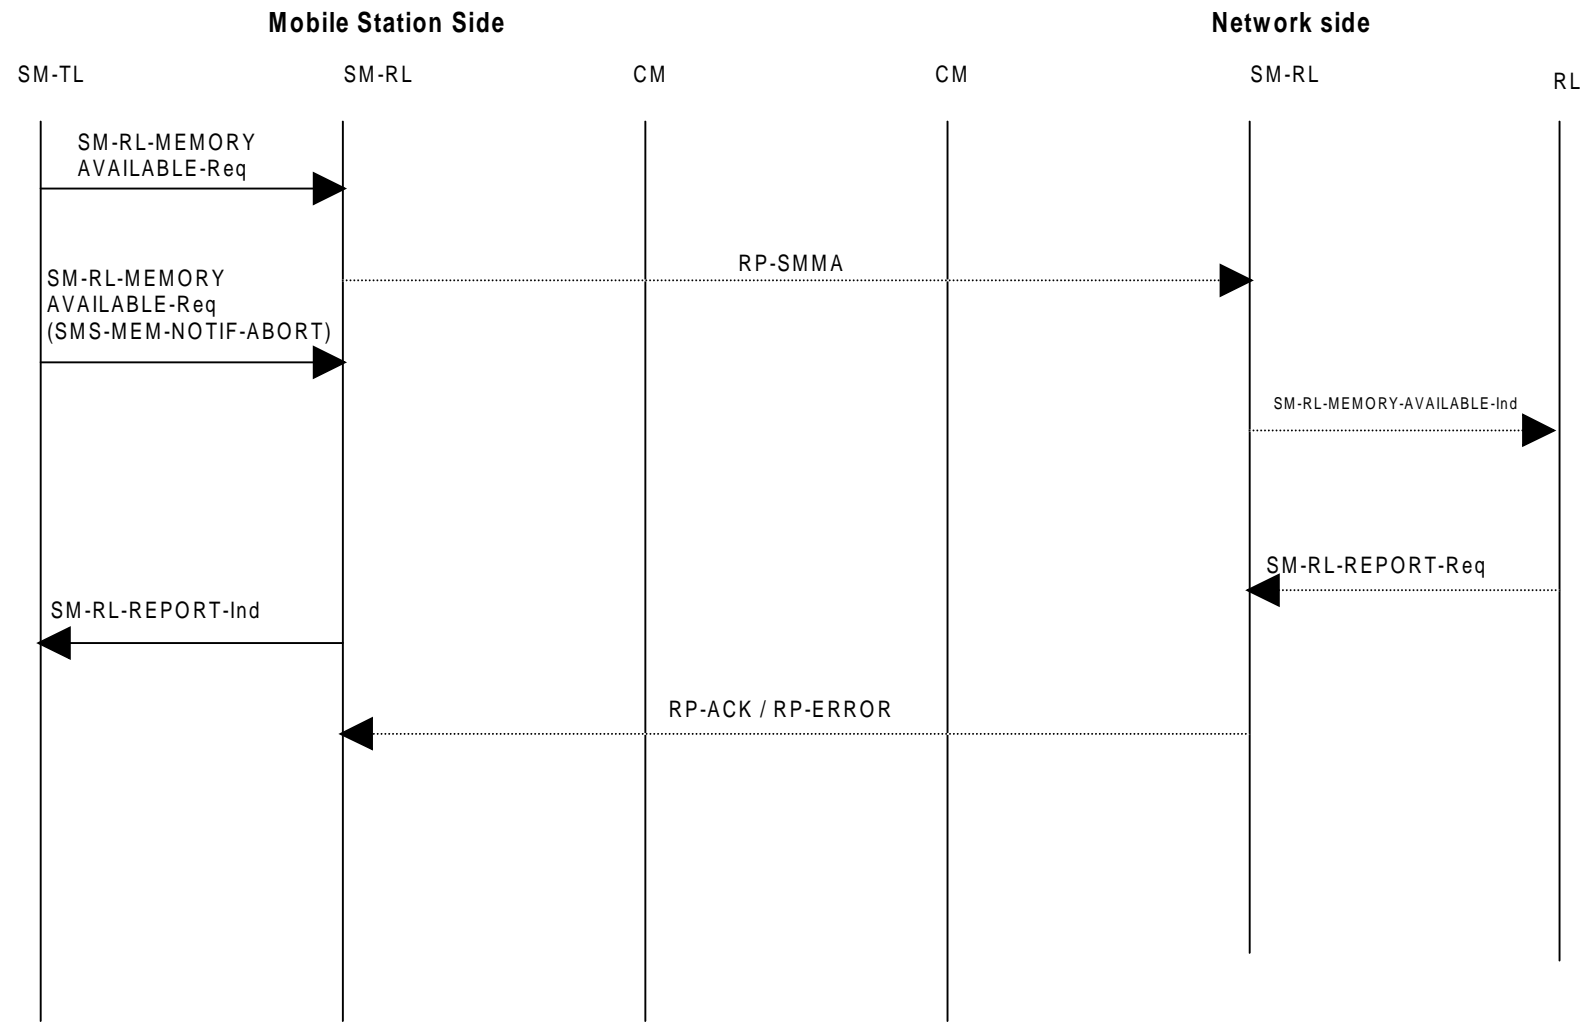 Mobile Station Side
Network side
SM-TL
SM-RL
CM
CM
SM-RL
RL
SM-RL-MEMORY
AVAILABLE-Req
RP-SMMA
SM-RL-MEMORY
AVAILABLE-Req
(SMS-MEM-NOTIF-ABORT)
SM-RL-MEMORY-AVAILABLE-Ind
SM-RL-REPORT-Req
SM-RL-REPORT-Ind
RP-ACK / RP-ERROR